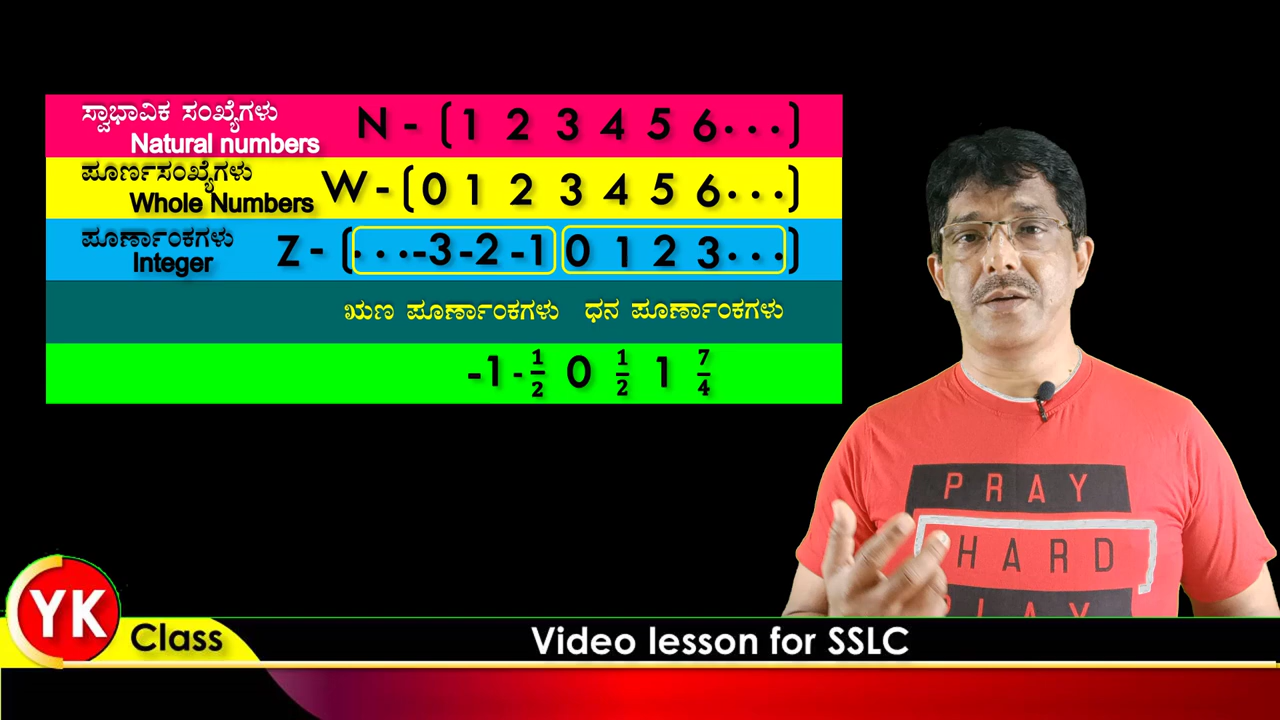 ಸ್ವಾಭಾವಿಕ ಸಂಖ್ಯೆಗಳು
Natural numbers N - (1 2 3 4 5 6···)
ಪೂರ್ಣಸಂಖ್ಯೆಗಳು
Whole Numbers W - (0 1 2 3 4 5 6···)
ಪೂರ್ಣಾಂಕಗಳು
Integer Z - (···-3 -2 -1 0 1 2 3···)
ಋಣ ಪೂರ್ಣಾಂಕಗಳು ಧನ ಪೂರ್ಣಾಂಕಗಳು
-1 -1/2 0 1/2 1 7/4
PRAY
HARD
PLAY
YK
Class
Video lesson for SSLC